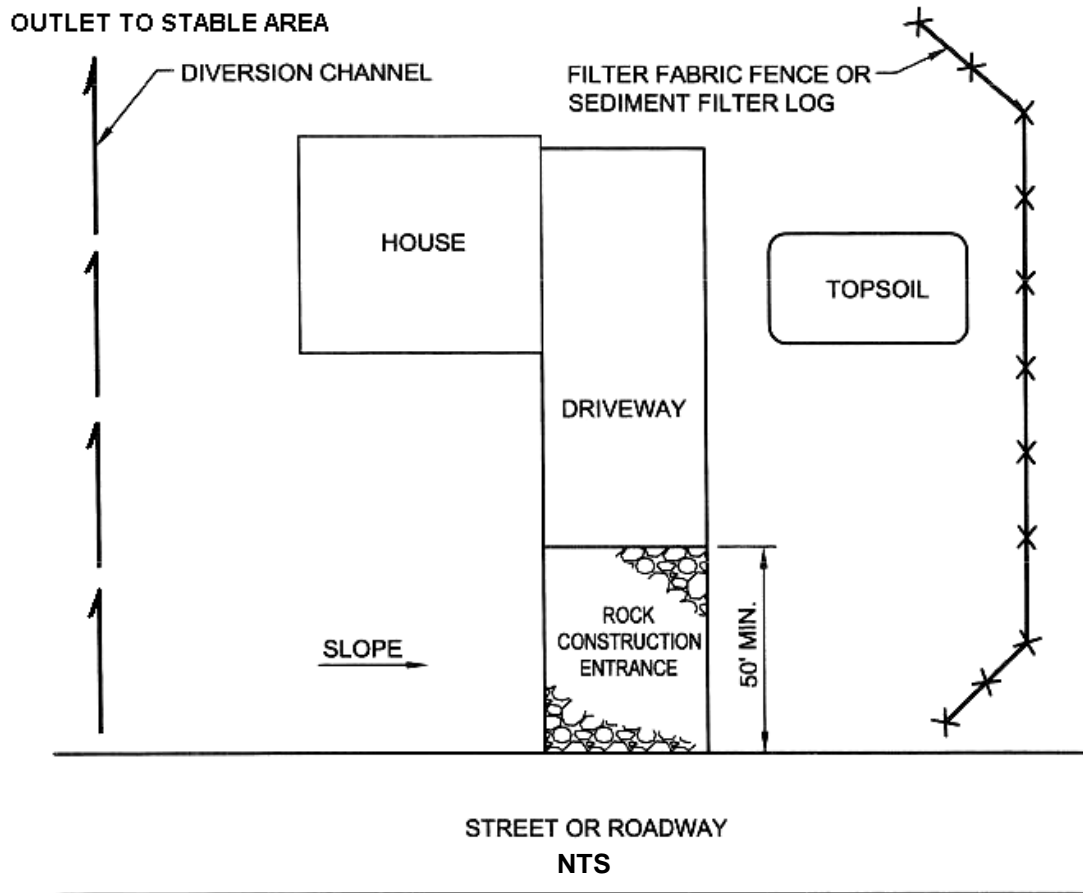 OUTLET TO STABLE AREA
DIVERSION CHANNEL
FILTER FABRIC FENCE OR
SEDIMENT FILTER LOG
HOUSE
TOPSOIL
DRIVEWAY
ROCK
CONSTRUCTION
ENTRANCE
50' MIN.
SLOPE
STREET OR ROADWAY
NTS